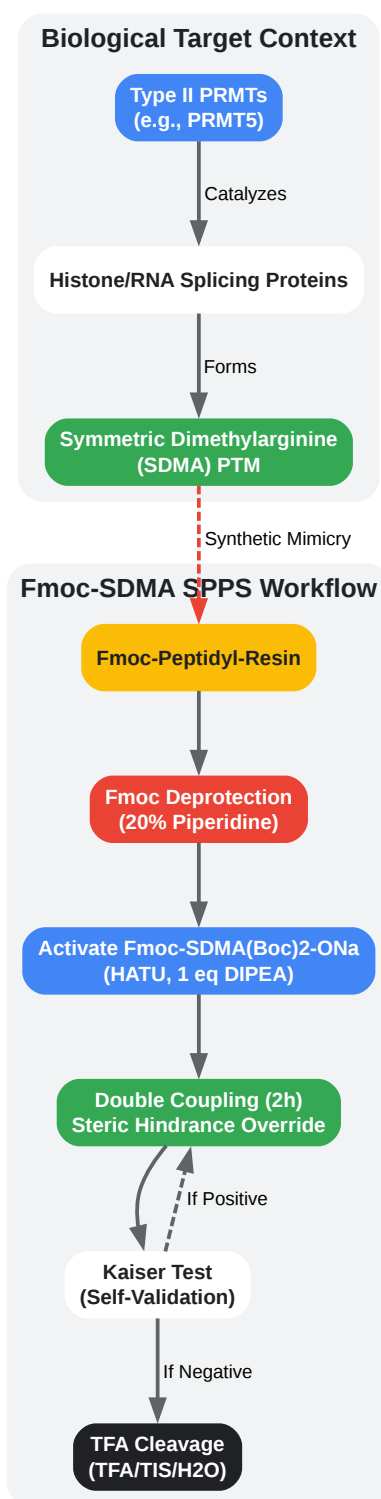 Biological Target Context
Type II PRMTs
(e.g., PRMT5)
Catalyzes
Histone/RNA Splicing Proteins
Forms
Symmetric Dimethylarginine
(SDMA) PTM
Synthetic Mimicry
Fmoc-SDMA SPPS Workflow
Fmoc-Peptidyl-Resin
Fmoc Deprotection
(20% Piperidine)
Activate Fmoc-SDMA(Boc)2-ONa
(HATU, 1 eq DIPEA)
Double Coupling (2h)
Steric Hindrance Override
If Positive
Kaiser Test
(Self-Validation)
If Negative
TFA Cleavage
(TFA/TIS/H2O)